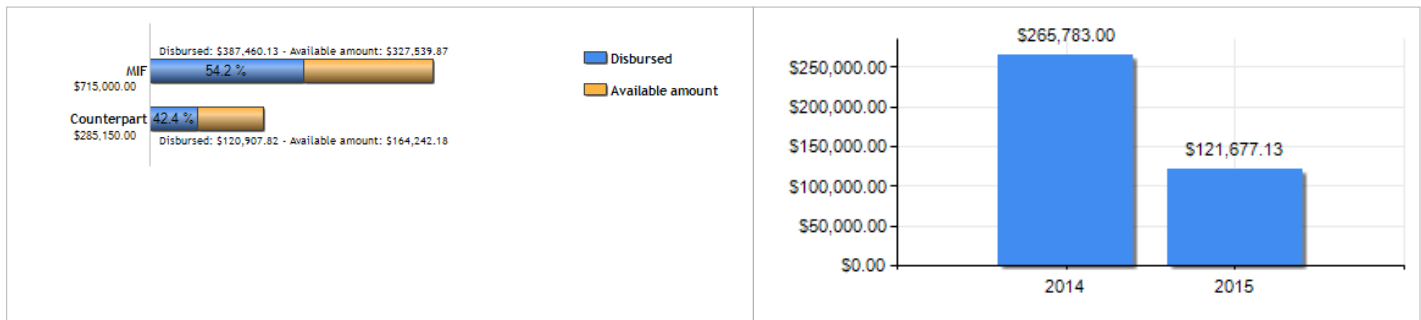 Disbursed: $387,460.13 - Available amount: $327,539.87
MIF
$715,000.00
54.2 %
Counterpart
$285,150.00
42.4 %
Disbursed: $120,907.82 - Available amount: $164,242.18
Disbursed
Available amount
$265,783.00
$121,677.13
$250,000.00
$200,000.00
$150,000.00
$100,000.00
$50,000.00
$0.00
2014
2015